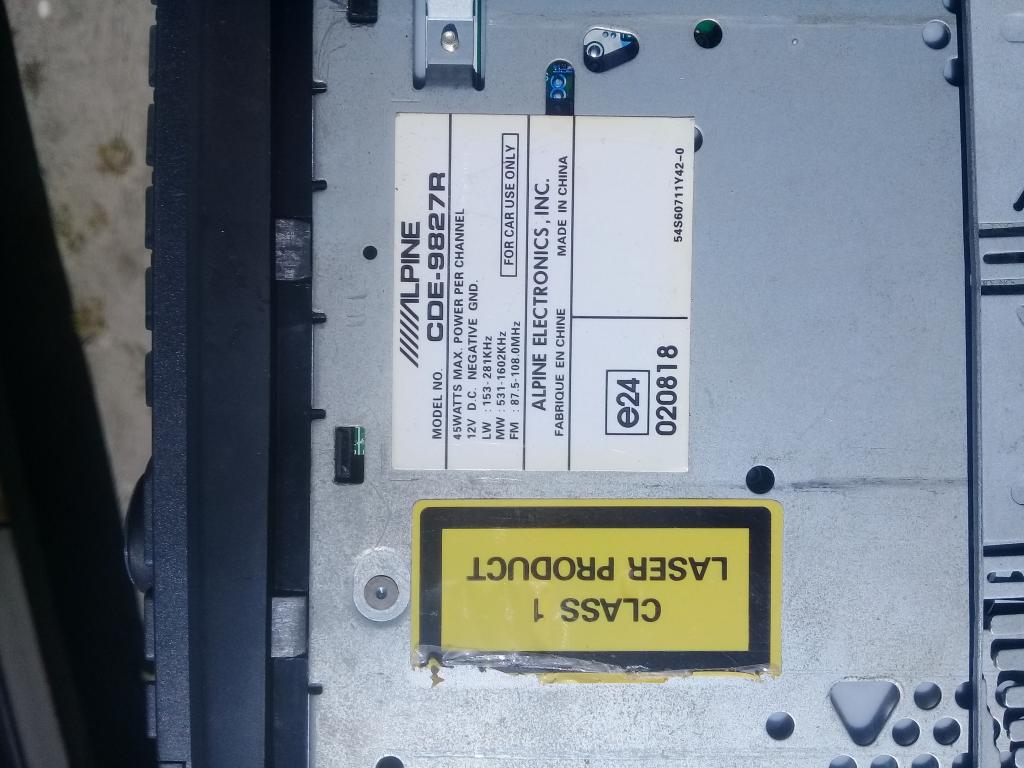 ALPINE
MODEL NO. CDE-9827R
45WATTS MAX. POWER PER CHANNEL
12V D.C. NEGATIVE GND.
LW : 153-281KHz
MW : 531-1602KHz
FM : 87.5-108.0MHz
FOR CAR USE ONLY
ALPINE ELECTRONICS, INC.
FABRIQUE EN CHINE MADE IN CHINA
e24
020818
54S60711Y42-0
CLASS 1
LASER PRODUCT